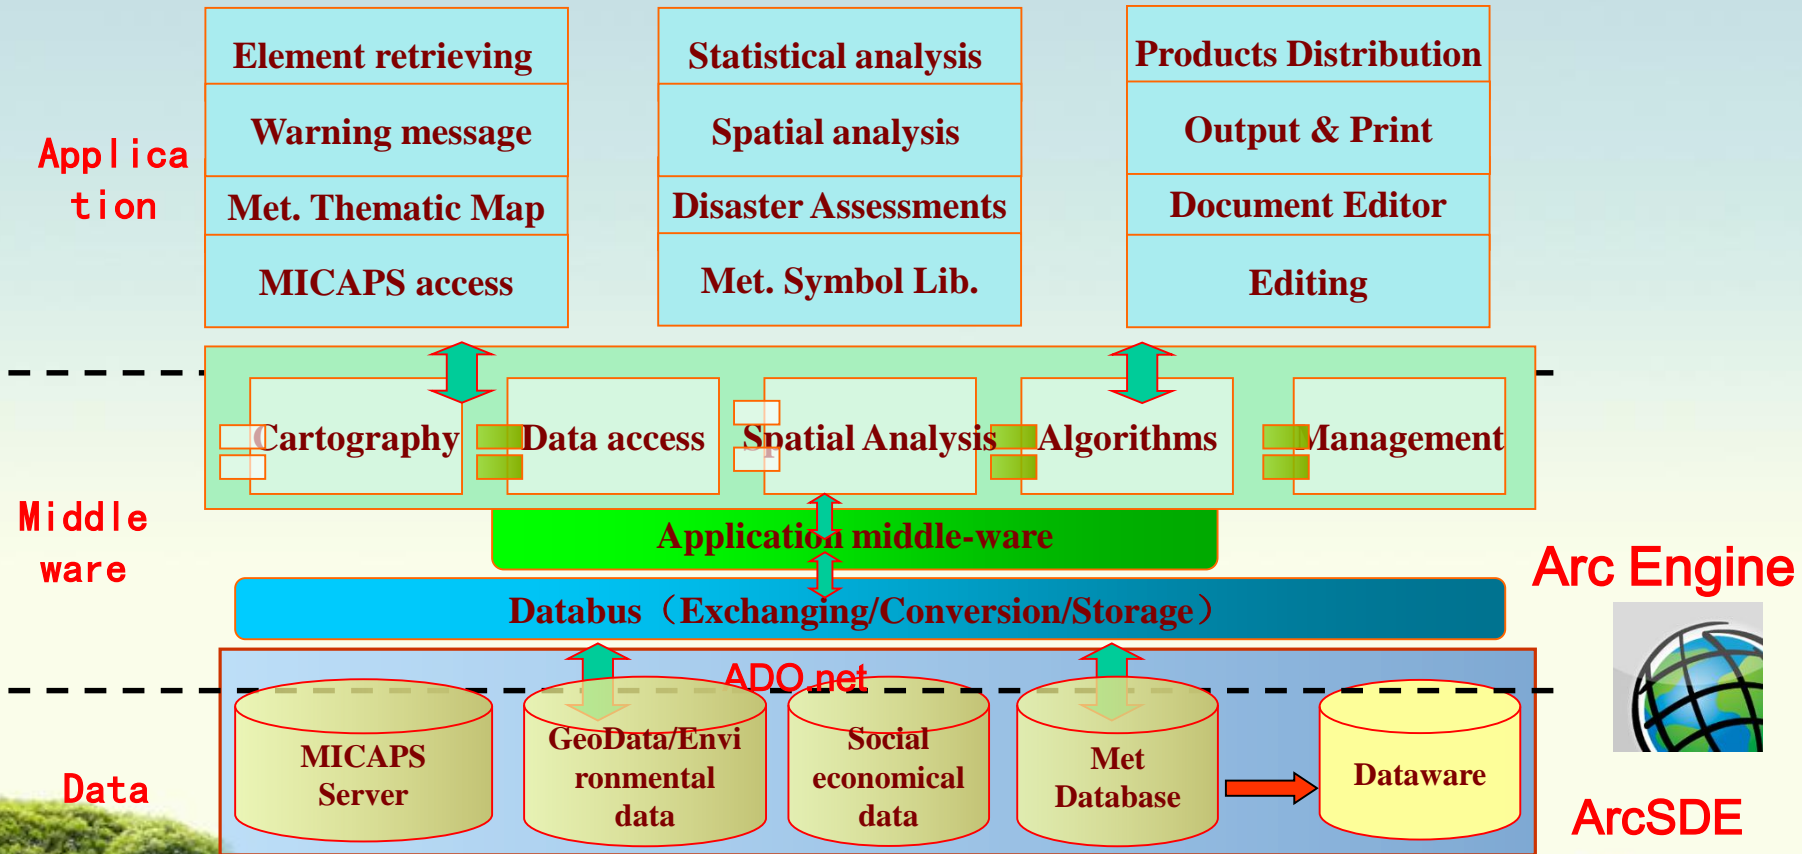 Element retrieving
Warning message
Met. Thematic Map
MICAPS access
Statistical analysis
Spatial analysis
Disaster Assessments
Met. Symbol Lib.
Products Distribution
Output & Print
Document Editor
Editing
Applica
tion
Cartography
Data access
Spatial Analysis
Algorithms
Management
Middle
ware
Application middle-ware
Databus（Exchanging/Conversion/Storage）
Arc Engine
ADO.net
Data
MICAPS
Server
GeoData/Envi
ronmental
data
Social
economical
data
Met
Database
Dataware
ArcSDE